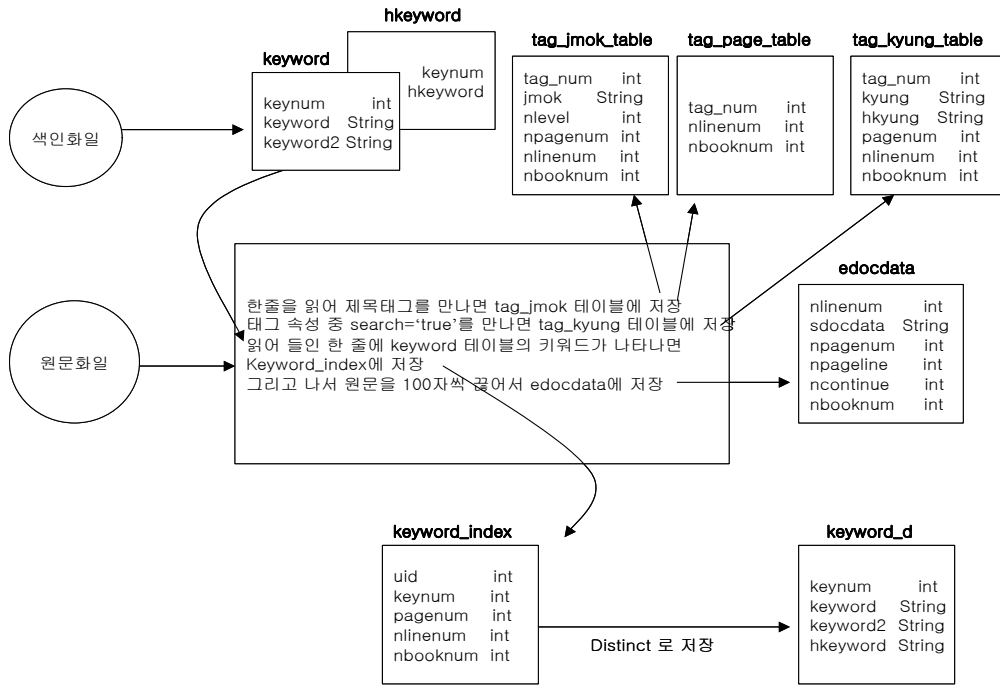 hkeyword
keynum
hkeyword
keyword
keynum int
keyword String
keyword2 String
tag_jmok_table
tag_num int
jmok String
nlevel int
npagenum int
nlinenum int
nbooknum int
tag_page_table
tag_num int
nlinenum int
nbooknum int
tag_kyung_table
tag_num int
kyung String
hkyung String
pagenum int
nlinenum int
nbooknum int
색인화일
원문화일
한줄을 읽어 제목태그를 만나면 tag_jmok 테이블에 저장
태그 속성 중 search=‘true’를 만나면 tag_kyung 테이블에 저장
읽어 들인 한 줄에 keyword 테이블의 키워드가 나타나면
Keyword_index에 저장
그리고 나서 원문을 100자씩 끊어서 edocdata에 저장
edocdata
nlinenum int
sdocdata String
npagenum int
npageline int
ncontinue int
nbooknum int
keyword_index
uid int
keynum int
pagenum int
nlinenum int
nbooknum int
Distinct 로 저장
keyword_d
keynum int
keyword String
keyword2 String
hkeyword String